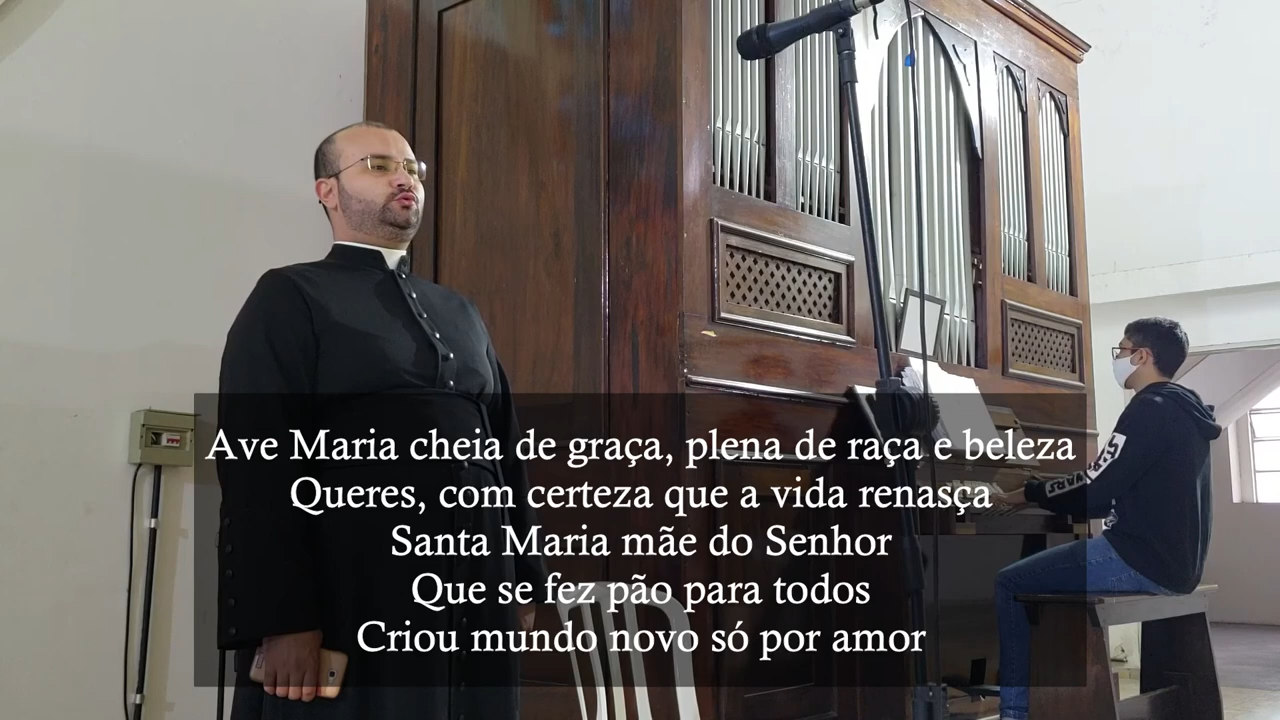 Ave Maria cheia de graça, plena de raça e beleza
Queres, com certeza que a vida renasça
Santa Maria mãe do Senhor
Que se fez pão para todos
Criou mundo novo só por amor
WARS